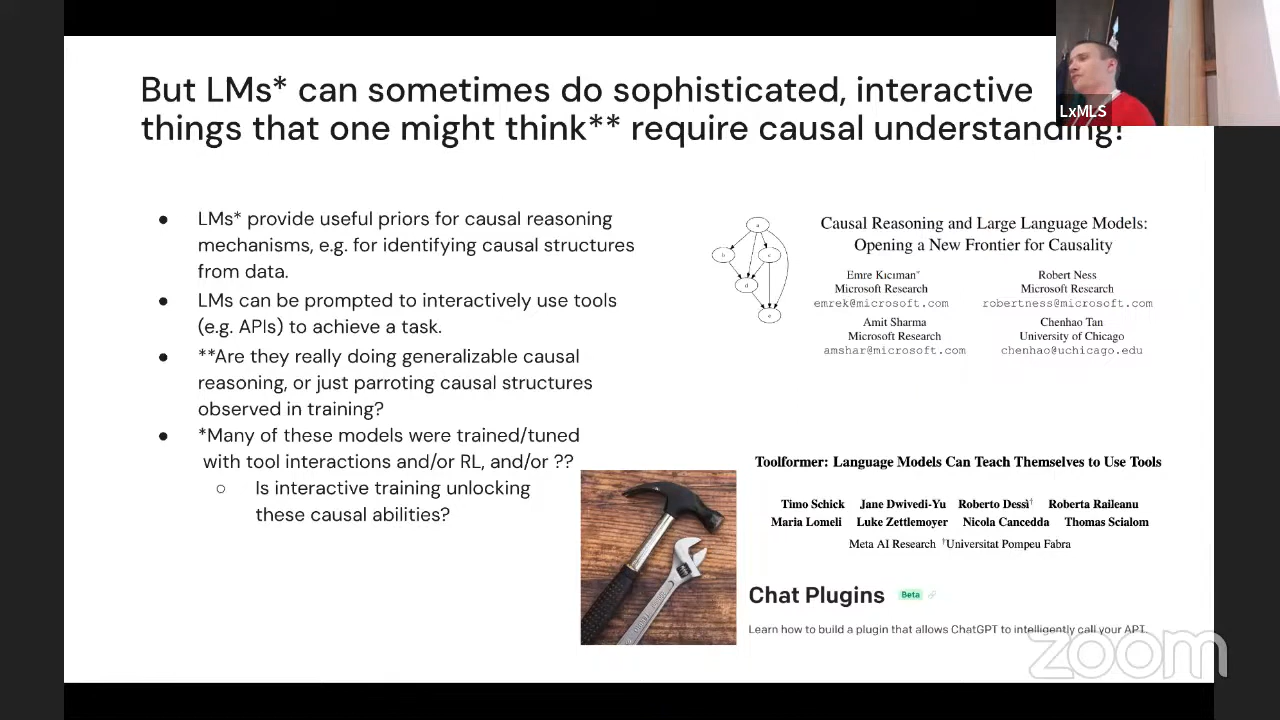 But LMs* can sometimes do sophisticated, interactive
things that one might think** require causal understanding!
LxMLS
● LMs* provide useful priors for causal reasoning
mechanisms, e.g. for identifying causal structures
from data.
● LMs can be prompted to interactively use tools
(e.g. APIs) to achieve a task.
● **Are they really doing generalizable causal
reasoning, or just parroting causal structures
observed in training?
● *Many of these models were trained/tuned
with tool interactions and/or RL, and/or ??
○ Is interactive training unlocking
these causal abilities?
Causal Reasoning and Large Language Models:
Opening a New Frontier for Causality
Emre Kıcıman* Robert Ness
Microsoft Research Microsoft Research
emrek@microsoft.com robertness@microsoft.com
Amit Sharma Chenhao Tan
Microsoft Research University of Chicago
amshar@microsoft.com chenhao@uchicago.edu
Toolformer: Language Models Can Teach Themselves to Use Tools
Timo Schick Jane Dwivedi-Yu Roberto Dessì† Roberta Raileanu
Maria Lomeli Luke Zettlemoyer Nicola Cancedda Thomas Scialom
Meta AI Research †Universitat Pompeu Fabra
Chat Plugins Beta
Learn how to build a plugin that allows ChatGPT to intelligently call your API.
zoom